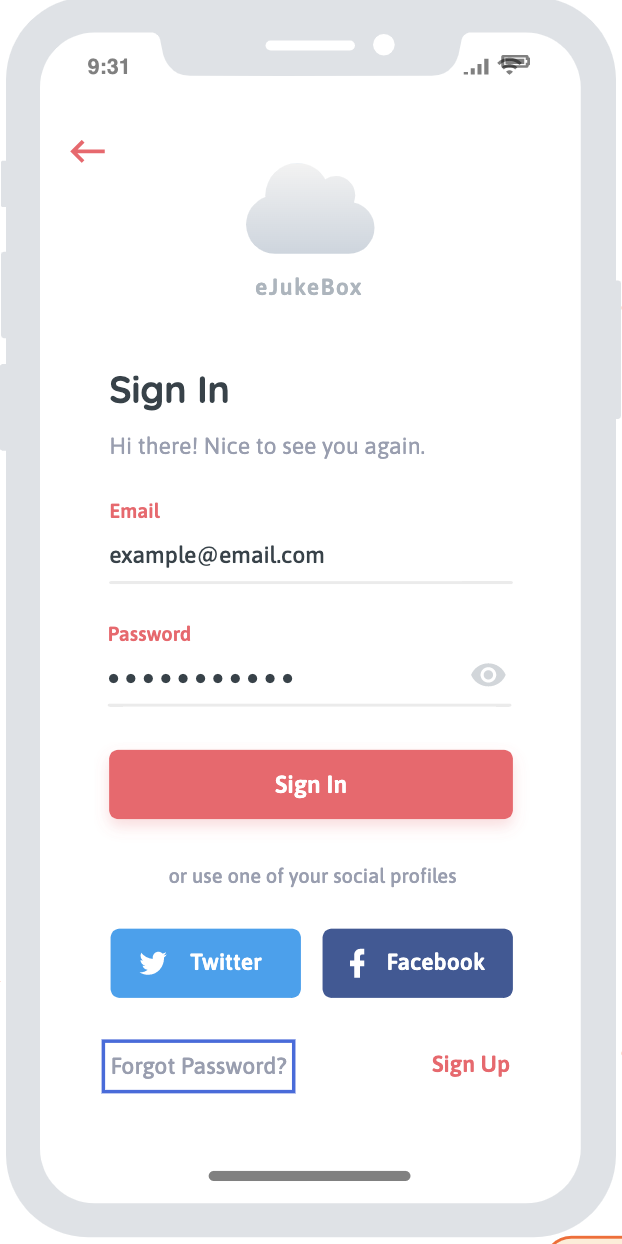 9:31
eJukeBox
Sign In
Hi there! Nice to see you again.
Email
example@email.com
Password
Sign In
or use one of your social profiles
Twitter
Facebook
Forgot Password?
Sign Up